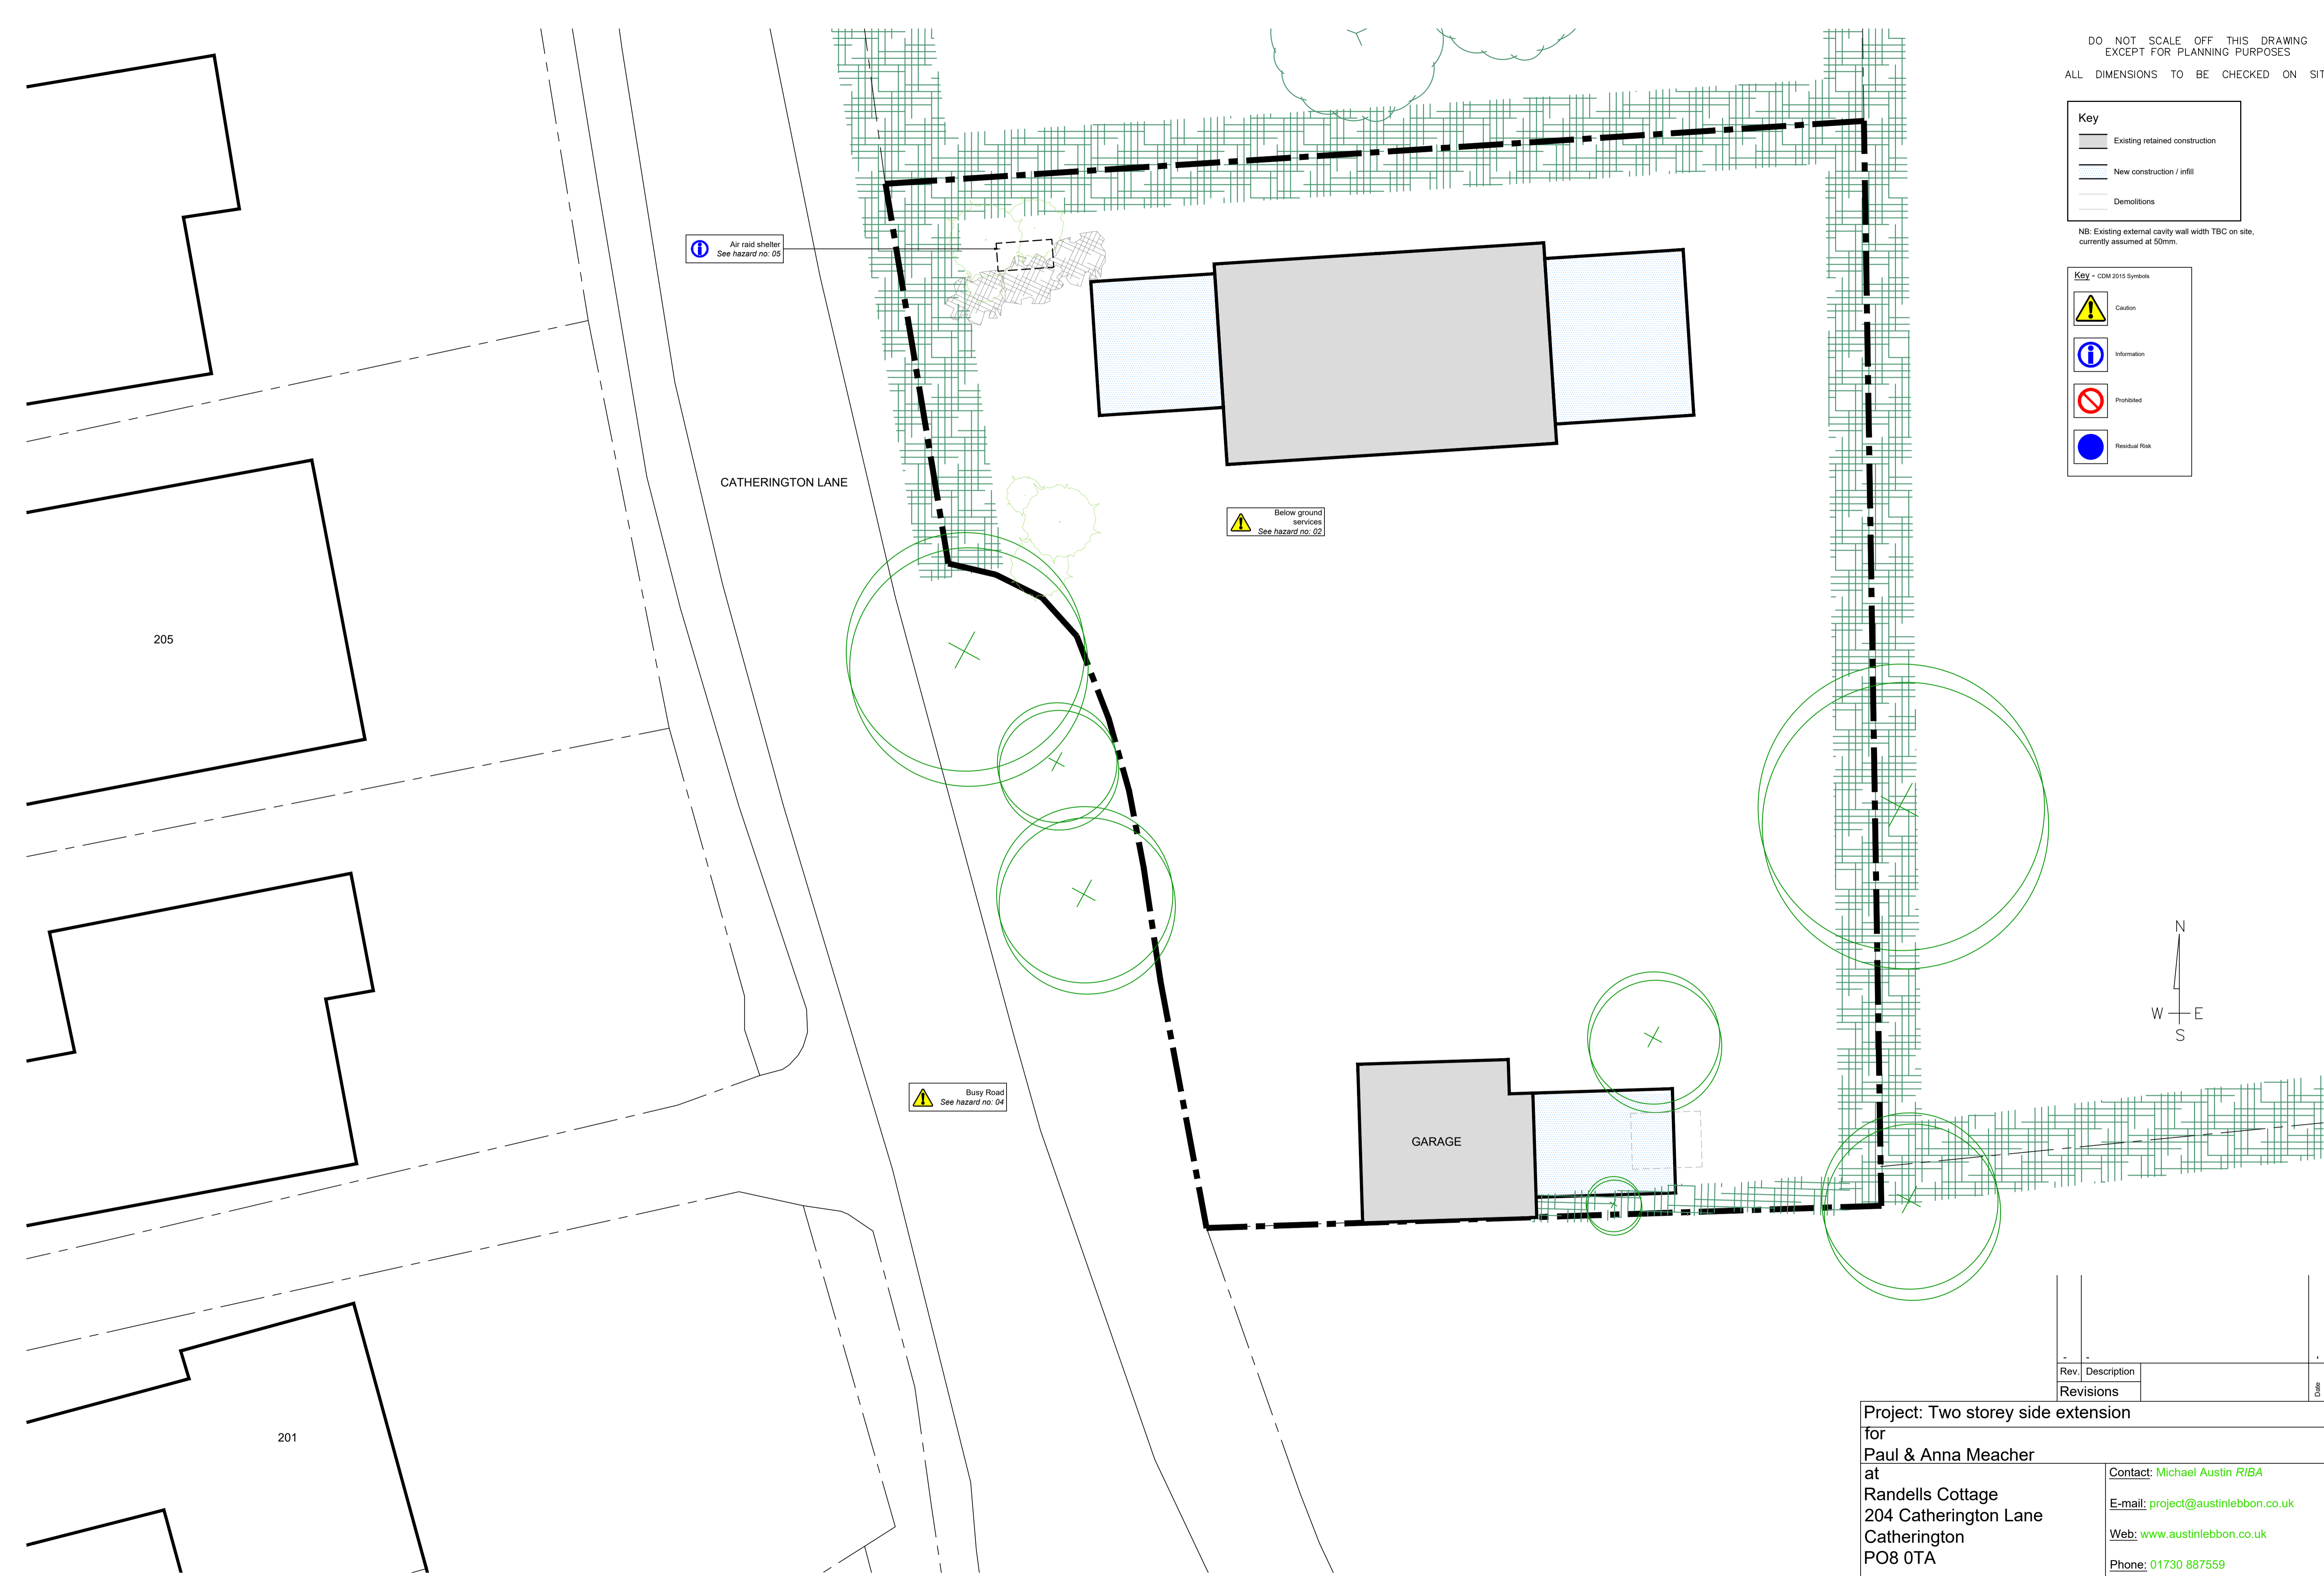 DO NOT SCALE OFF THIS DRAWING
EXCEPT FOR PLANNING PURPOSES
ALL DIMENSIONS TO BE CHECKED ON SIT
Key
Existing retained construction
New construction / infill
Demolitions
NB: Existing external cavity wall width TBC on site,
currently assumed at 50mm.
Key - CDM 2015 Symbols
Caution
Information
Prohibited
Residual Risk
Air raid shelter
See hazard no: 05
CATHERINGTON LANE
Below ground
services
See hazard no: 02
205
N
W E
S
Busy Road
See hazard no: 04
GARAGE
201
- - -
Rev. Description
Date
Revisions
Project: Two storey side extension
for
Paul & Anna Meacher
at
Randells Cottage
204 Catherington Lane
Catherington
PO8 0TA
Contact: Michael Austin RIBA
E-mail: project@austinlebbon.co.uk
Web: www.austinlebbon.co.uk
Phone: 01730 887559